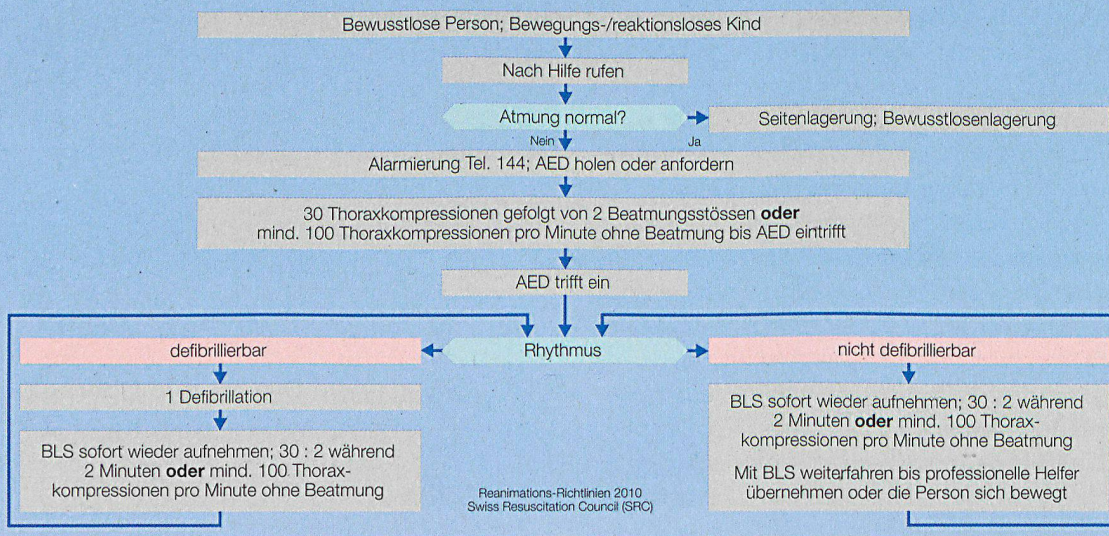 Bewusstlose Person; Bewegungs-/reaktionsloses Kind
Nach Hilfe rufen
Atmung normal?
Seitenlagerung; Bewusstlosenlagerung
Nein
Ja
Alarmierung Tel. 144; AED holen oder anfordern
30 Thoraxkompressionen gefolgt von 2 Beatmungsstössen oder
mind. 100 Thoraxkompressionen pro Minute ohne Beatmung bis AED eintrifft
AED trifft ein
defibrillierbar
Rhythmus
nicht defibrillierbar
1 Defibrillation
BLS sofort wieder aufnehmen; 30 : 2 während
2 Minuten oder mind. 100 Thorax-
kompressionen pro Minute ohne Beatmung
BLS sofort wieder aufnehmen; 30 : 2 während
2 Minuten oder mind. 100 Thorax-
kompressionen pro Minute ohne Beatmung
Mit BLS weiterfahren bis professionelle Helfer
übernehmen oder die Person sich bewegt
Reanimations-Richtlinien 2010
Swiss Resuscitation Council (SRC)